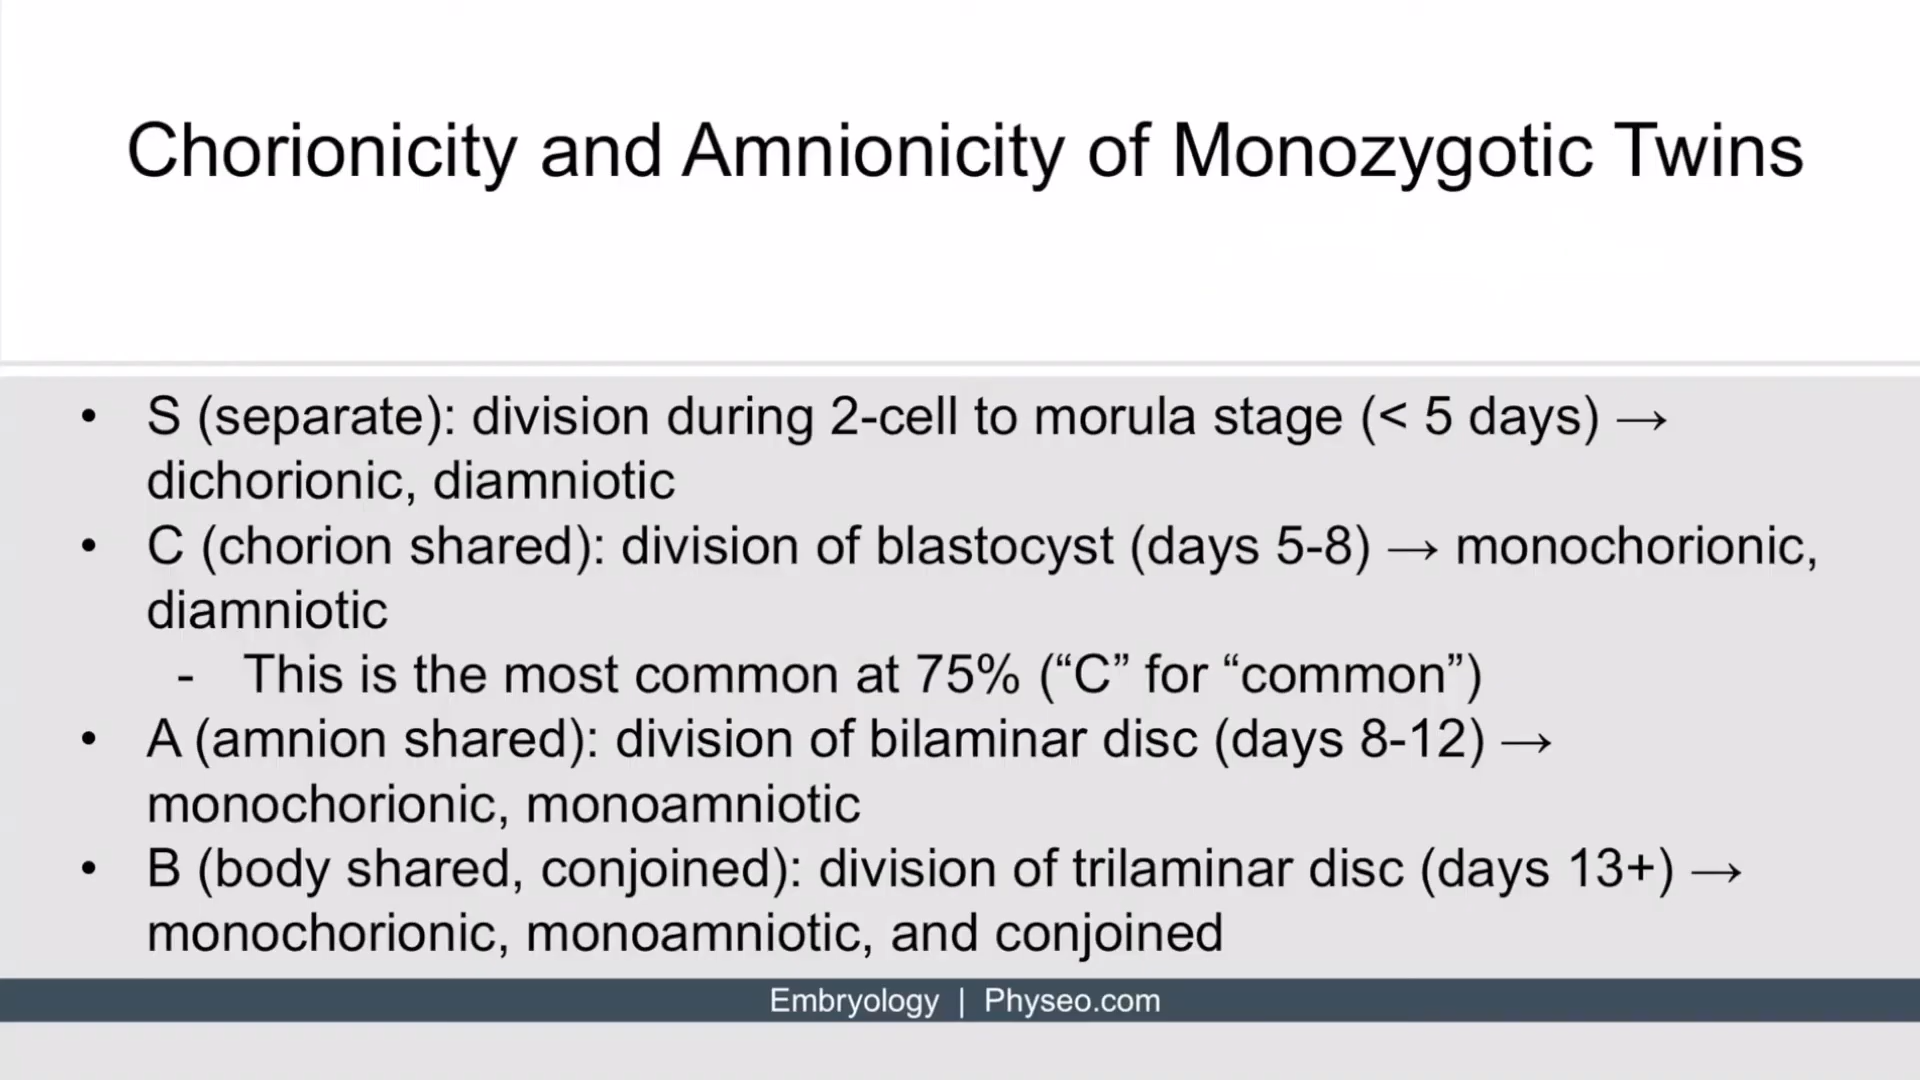 Chorionicity and Amnionicity of Monozygotic Twins
• S (separate): division during 2-cell to morula stage (< 5 days) →
dichorionic, diamniotic
• C (chorion shared): division of blastocyst (days 5-8) → monochorionic,
diamniotic
- This is the most common at 75% (“C” for “common”)
• A (amnion shared): division of bilaminar disc (days 8-12) →
monochorionic, monoamniotic
• B (body shared, conjoined): division of trilaminar disc (days 13+) →
monochorionic, monoamniotic, and conjoined
Embryology | Physeo.com